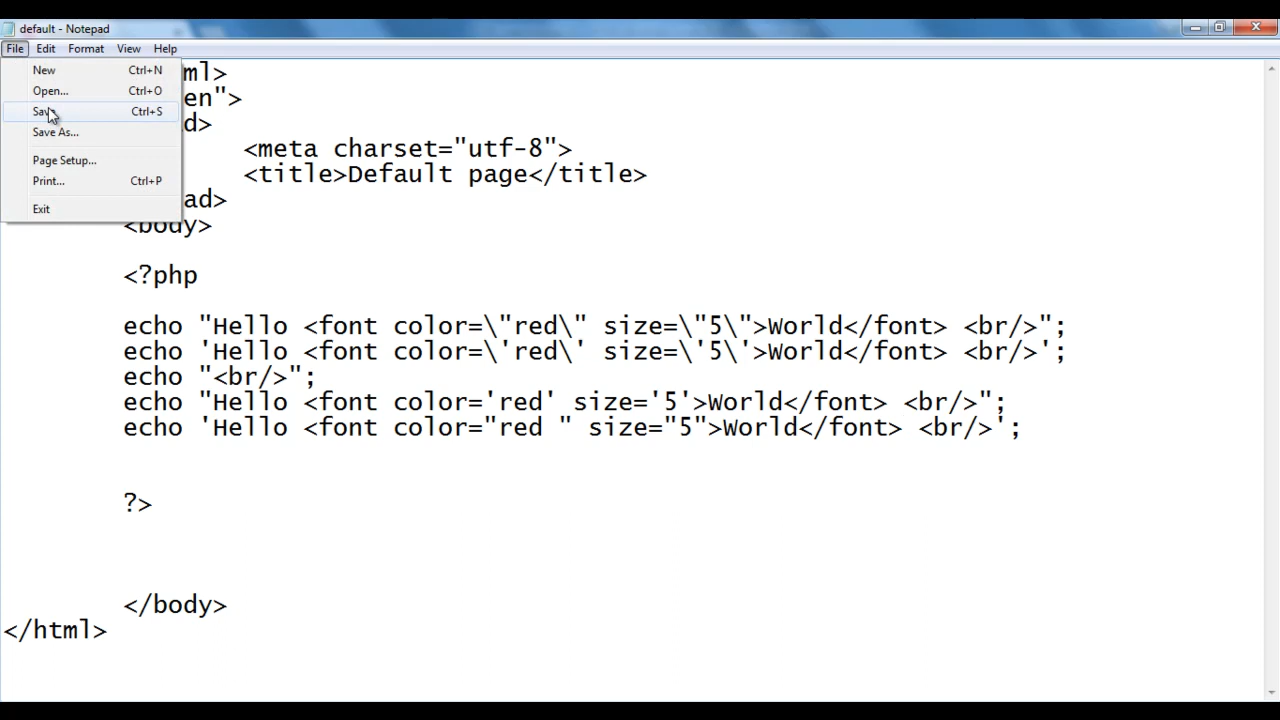 default - Notepad
File Edit Format View Help
New Ctrl+N
Open... Ctrl+O
Save Ctrl+S
Save As...
Page Setup...
Print... Ctrl+P
Exit
ml>
en">
ad>
<meta charset="utf-8">
<title>Default page</title>
ad>
<body>
<?php
echo "Hello <font color=\"red\" size=\"5\">World</font> <br/>";
echo 'Hello <font color=\'red\' size=\'5\'>World</font> <br/>';
echo "<br/>";
echo "Hello <font color='red' size='5'>World</font> <br/>";
echo 'Hello <font color="red " size="5">World</font> <br/>';
?>
</body>
</html>